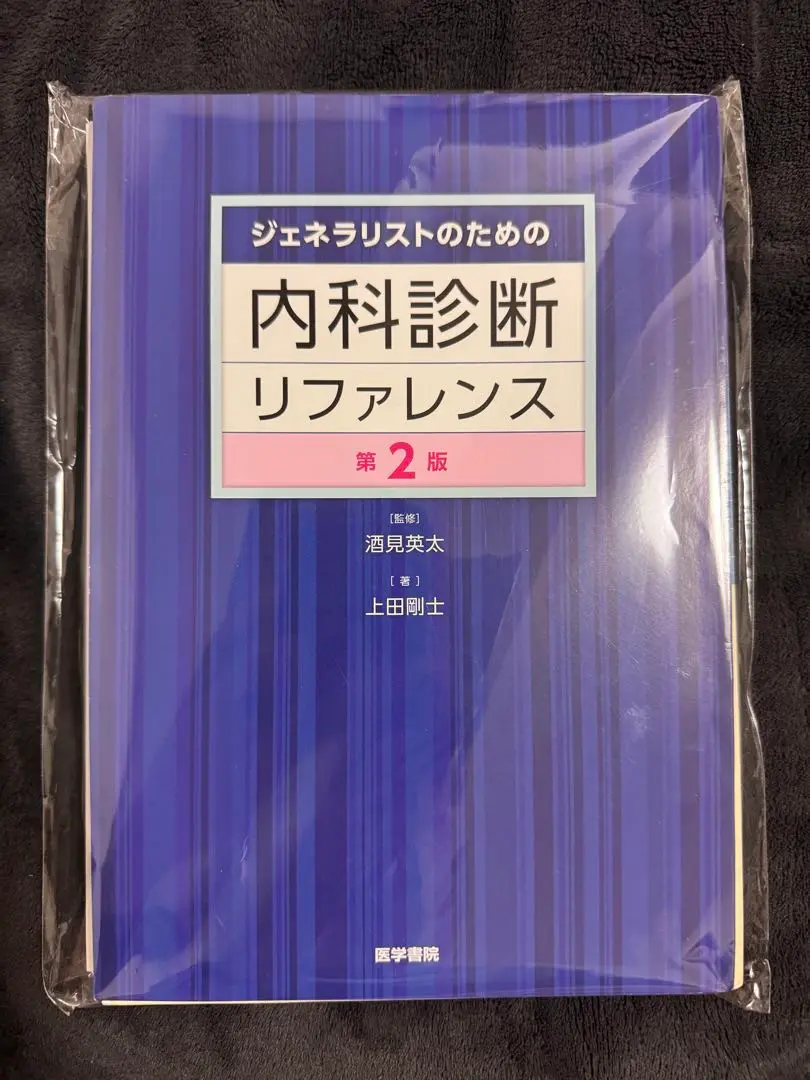 ジェネラリストのための
内科診断
リファレンス
第2版
[監修]
酒見英太
[著]
上田剛士
医学書院